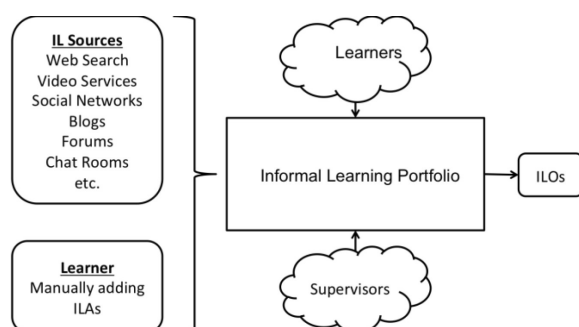 IL Sources
Web Search
Video Services
Social Networks
Blogs
Forums
Chat Rooms
etc.
Learner
Manually adding
ILAs
Learners
Informal Learning Portfolio
Supervisors
ILOs